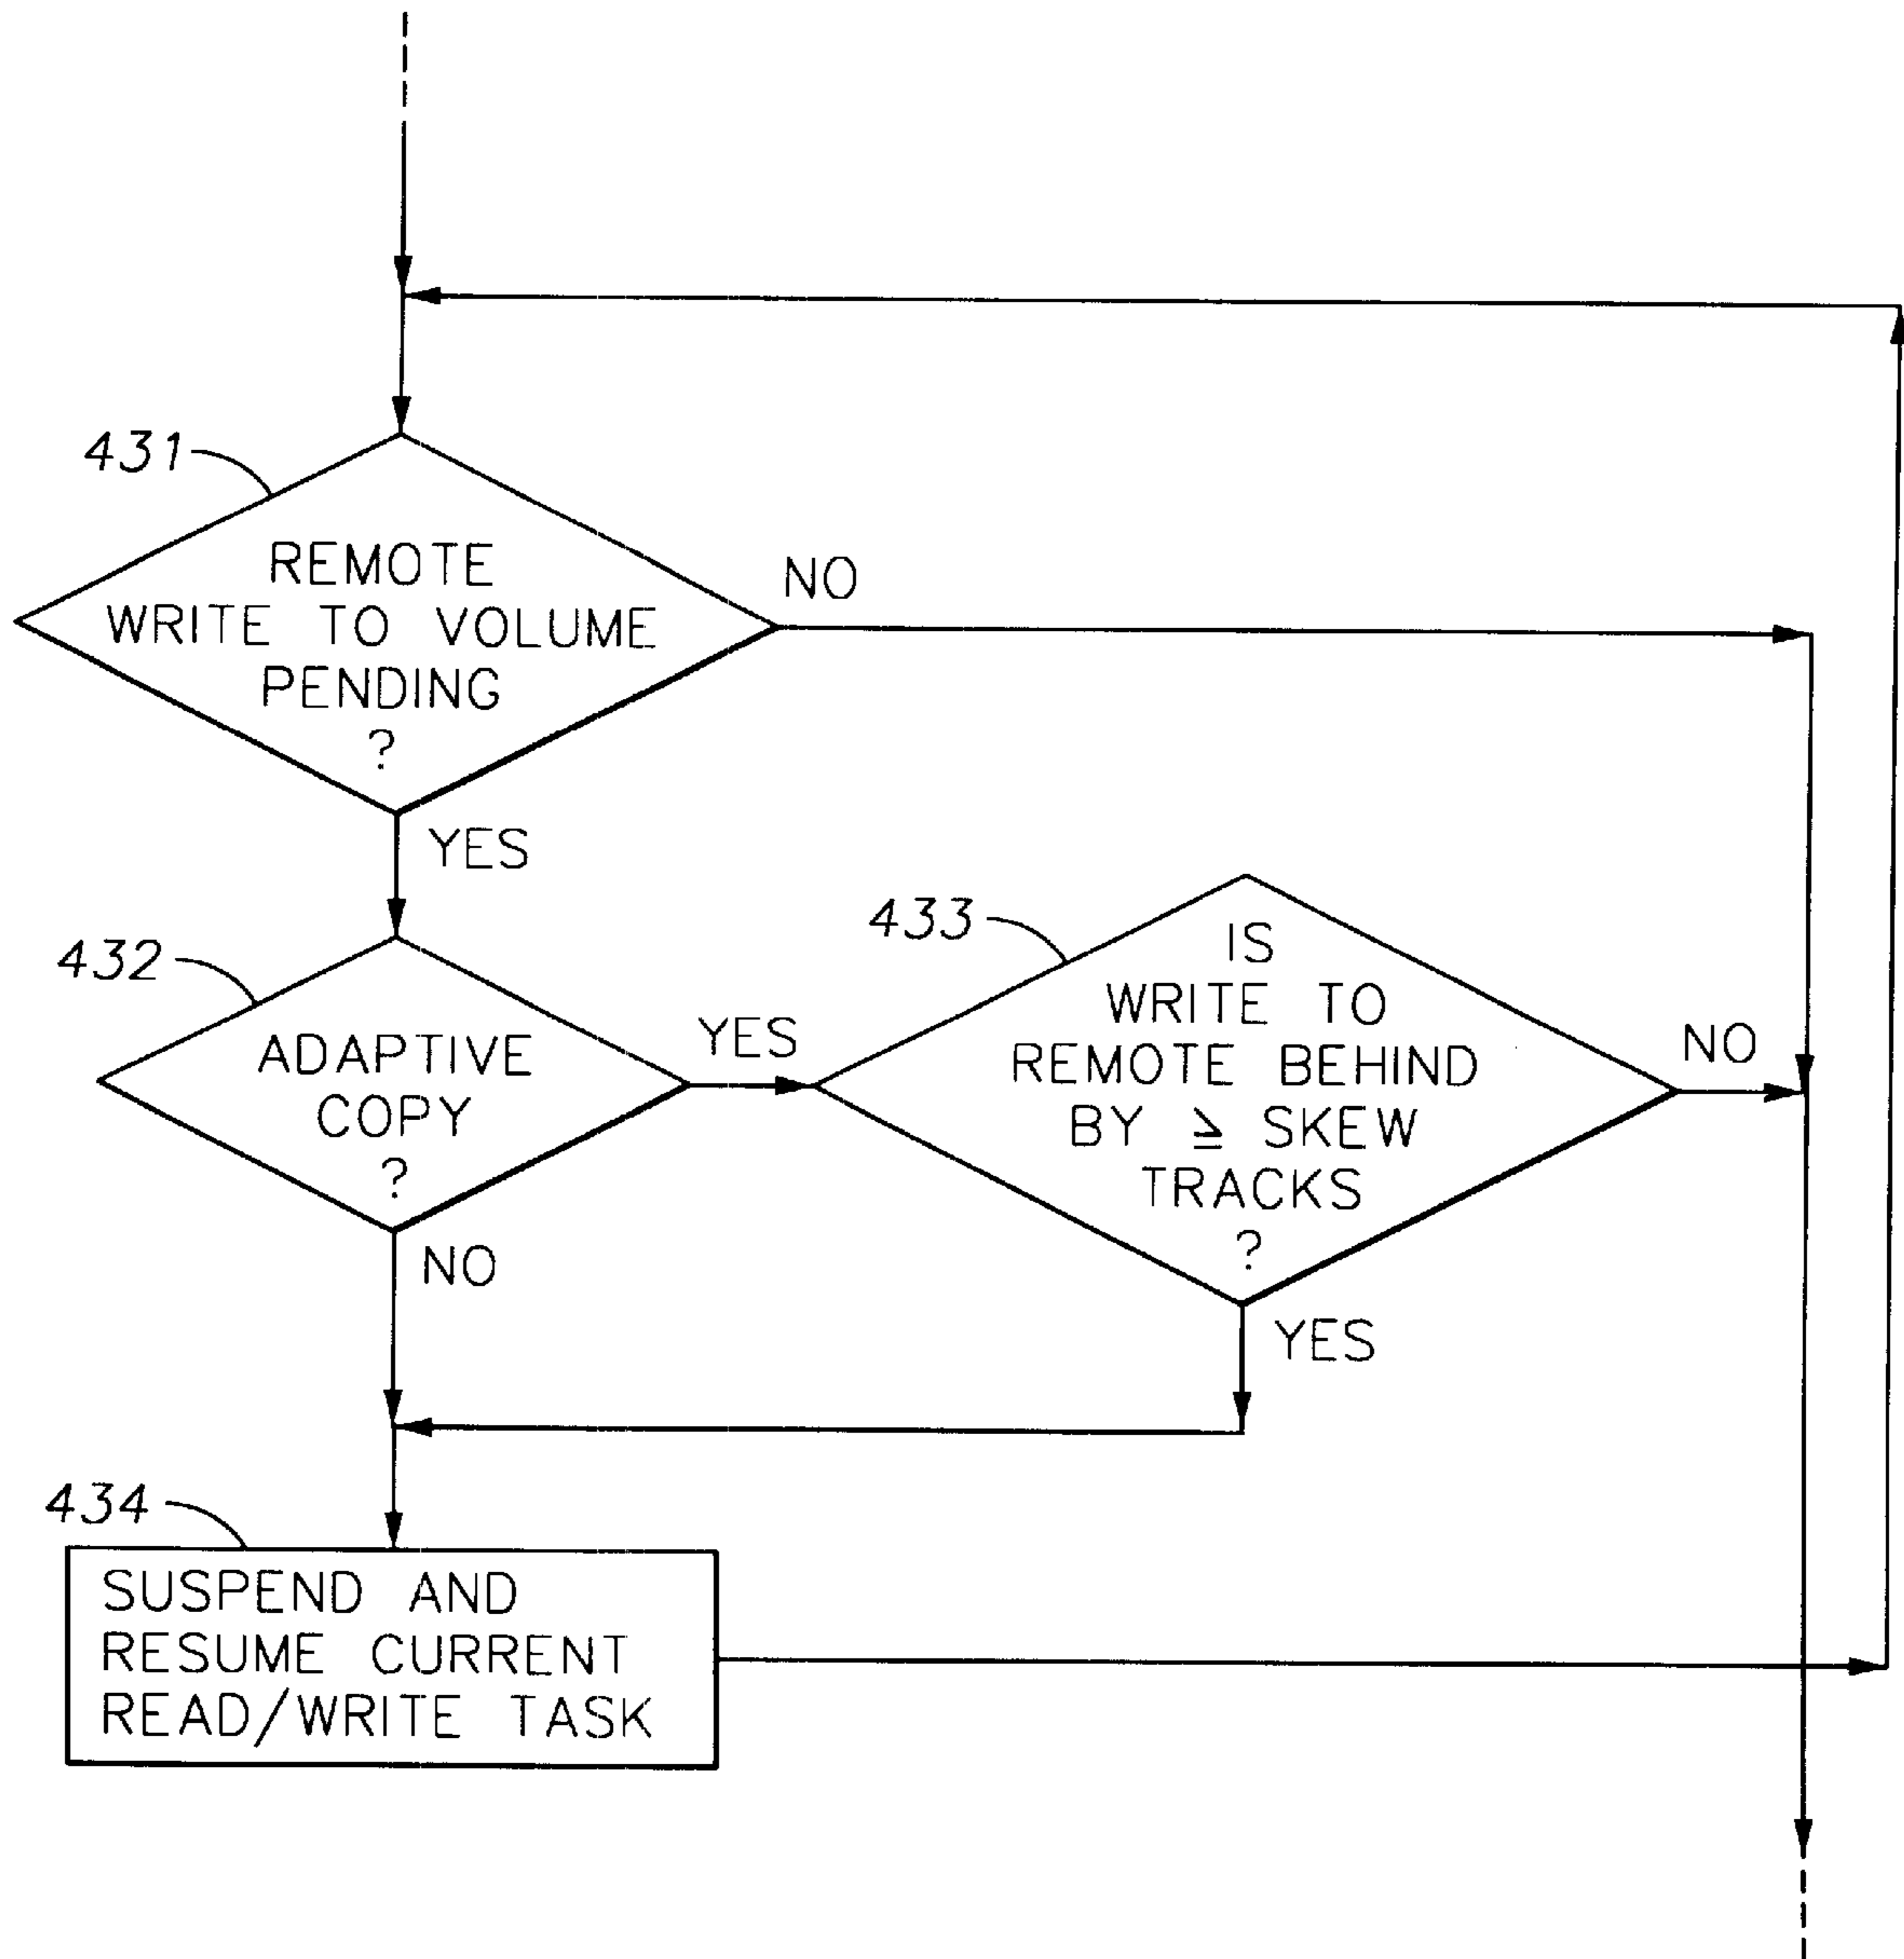 431
REMOTE
WRITE TO VOLUME
PENDING
?
NO
YES
432
ADAPTIVE
COPY
?
YES
NO
433
IS
WRITE TO
REMOTE BEHIND
BY ≧ SKEW
TRACKS
?
NO
YES
434
SUSPEND AND
RESUME CURRENT
READ/WRITE TASK